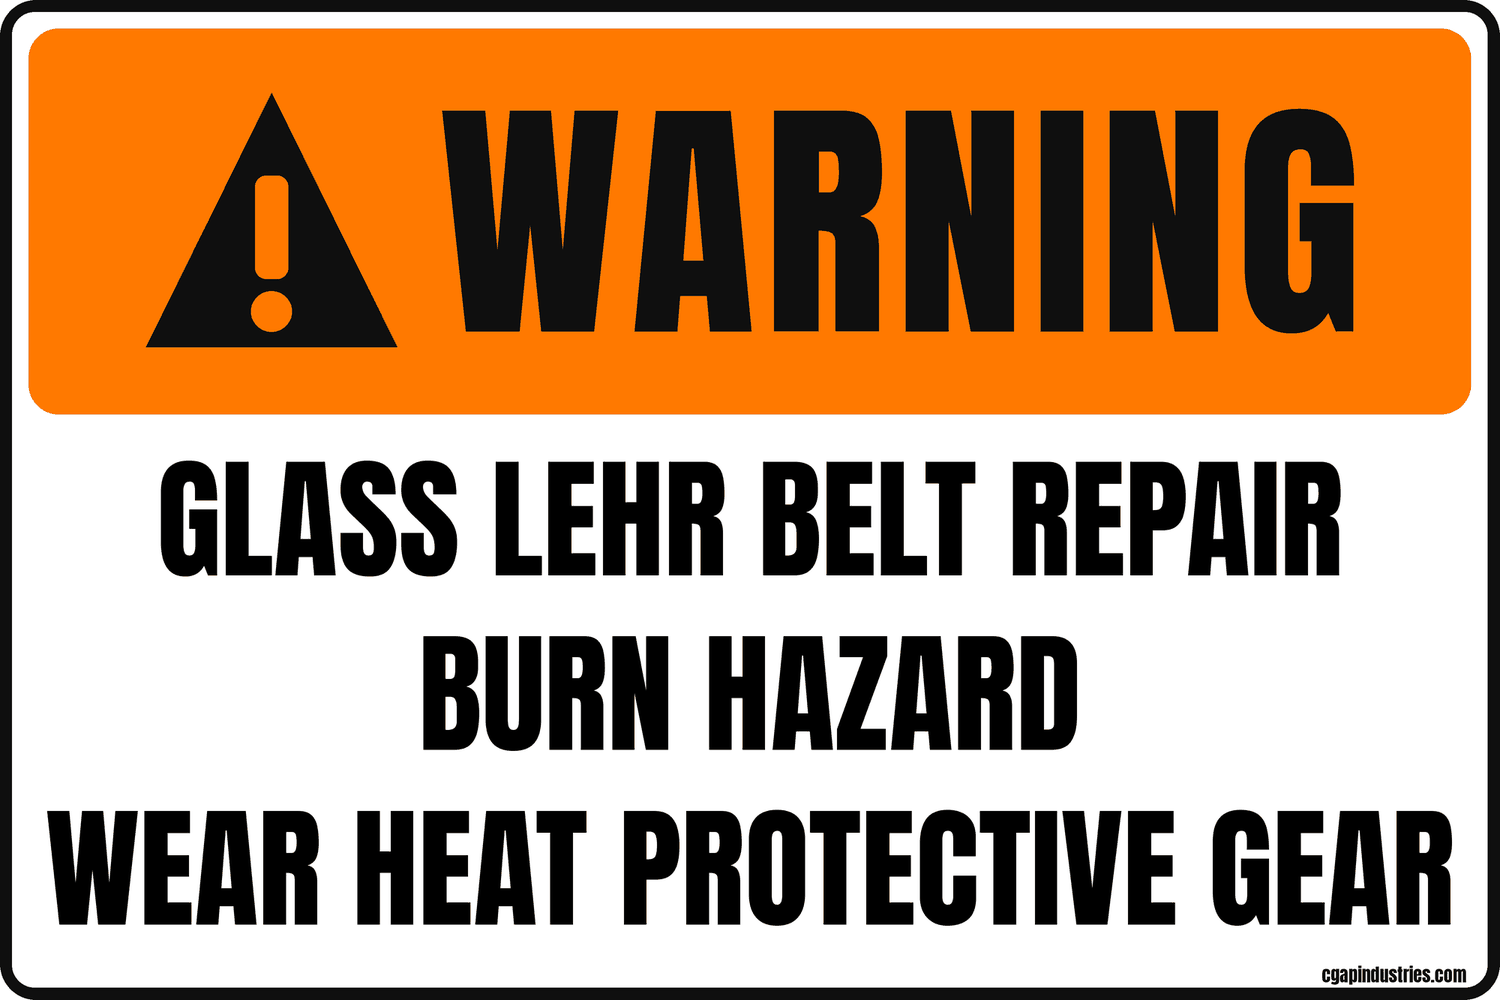 WARNING
GLASS LEHR BELT REPAIR
BURN HAZARD
WEAR HEAT PROTECTIVE GEAR
cgapindustries.com